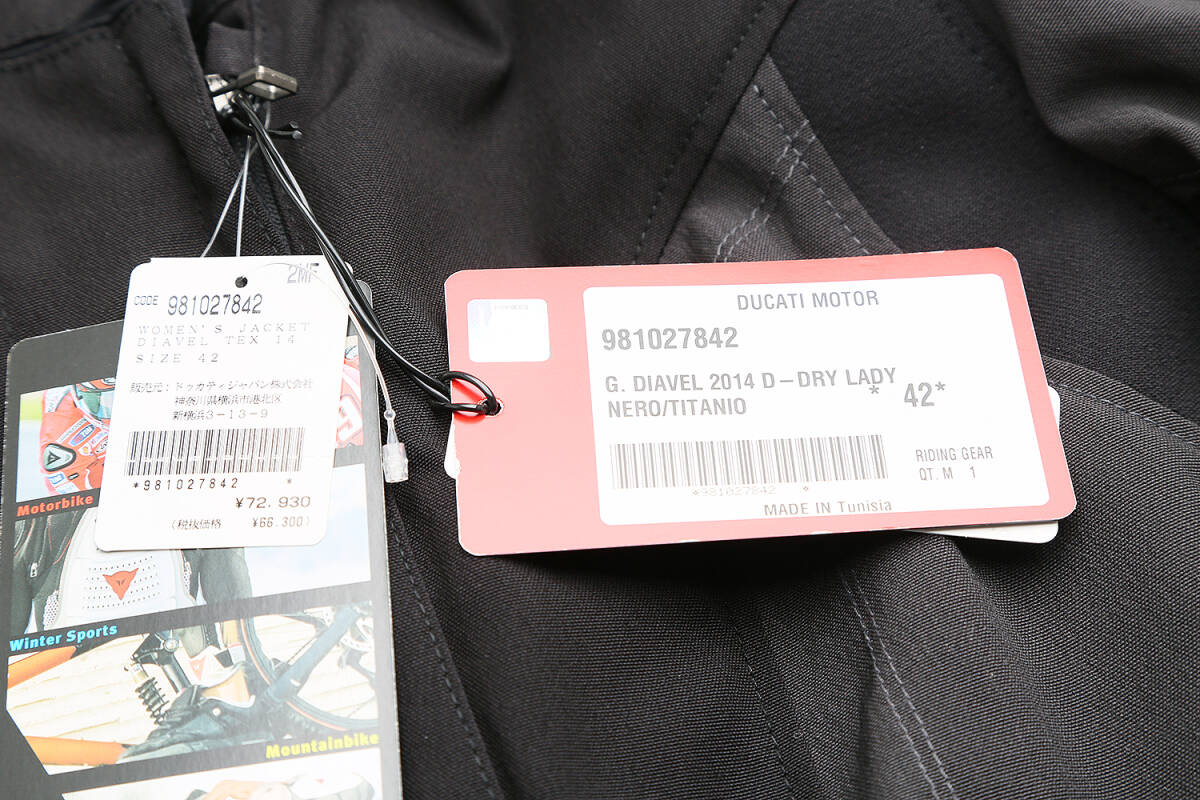 2MF
CODE 981027842
WOMEN'S JACKET
DIAVEL TEX 14
SIZE 42
販売元:ドゥカティジャパン株式会社
神奈川県横浜市港北区
新横浜3-13-9
*981027842 *
¥72.930
(税抜価格 ¥66.300)
Motorbike
Winter Sports
Mountainbike
DUCATI MOTOR
981027842
G. DIAVEL 2014 D-DRY LADY
NERO/TITANIO
* 42*
RIDING GEAR
QT. M 1
*981027842 *
MADE IN Tunisia